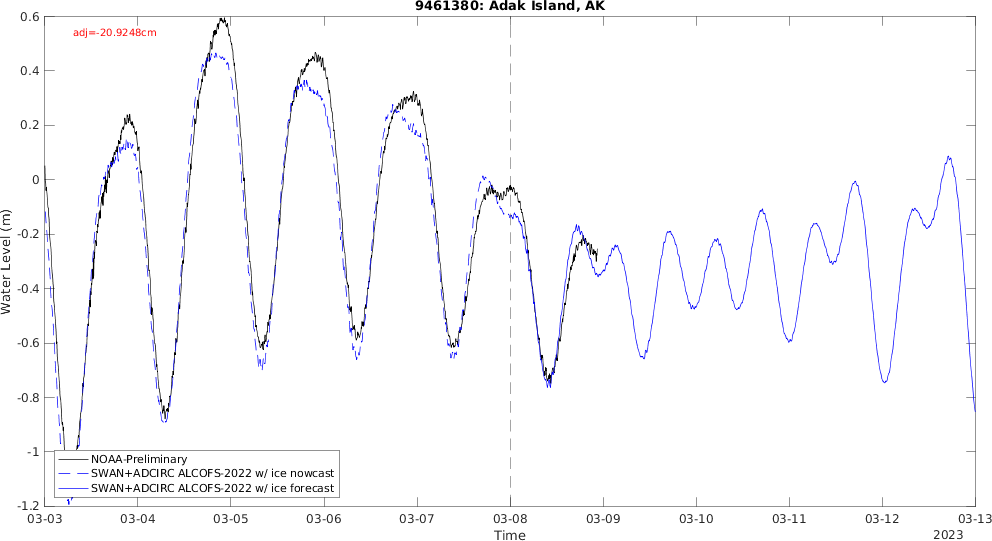 9461380: Adak Island, AK
adj=-20.9248cm
0.6
0.4
0.2
0
-0.2
-0.4
-0.6
-0.8
-1
-1.2
Water Level (m)
NOAA-Preliminary
SWAN+ADCIRC ALCOFS-2022 w/ ice nowcast
SWAN+ADCIRC ALCOFS-2022 w/ ice forecast
03-03 03-04 03-05 03-06 03-07 03-08 03-09 03-10 03-11 03-12 03-13
Time
2023